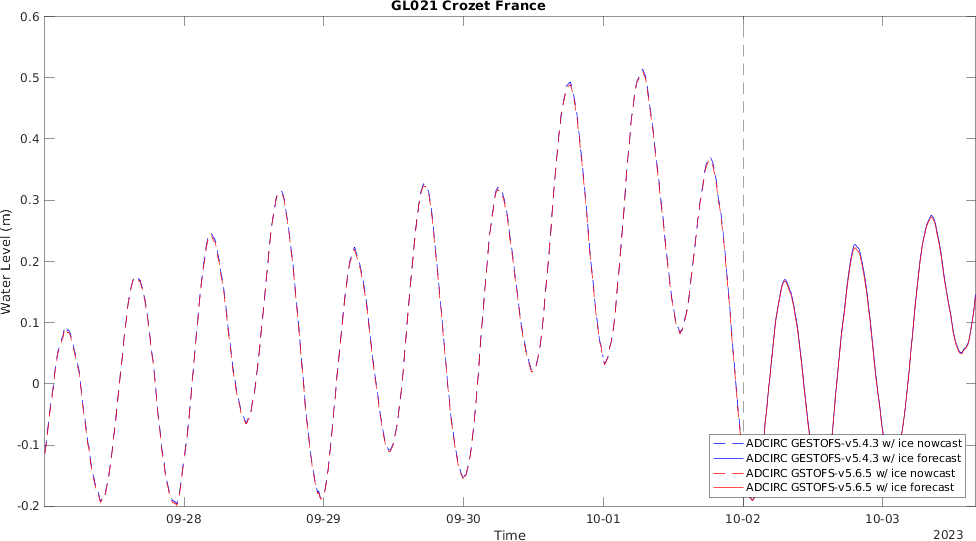 GL021 Crozet France
0.6
0.5
0.4
0.3
0.2
0.1
0
-0.1
-0.2
Water Level (m)
ADCIRC GESTOFS-v5.4.3 w/ ice nowcast
ADCIRC GESTOFS-v5.4.3 w/ ice forecast
ADCIRC GSTOFS-v5.6.5 w/ ice nowcast
ADCIRC GSTOFS-v5.6.5 w/ ice forecast
09-28 09-29 09-30 10-01 10-02 10-03
Time
2023